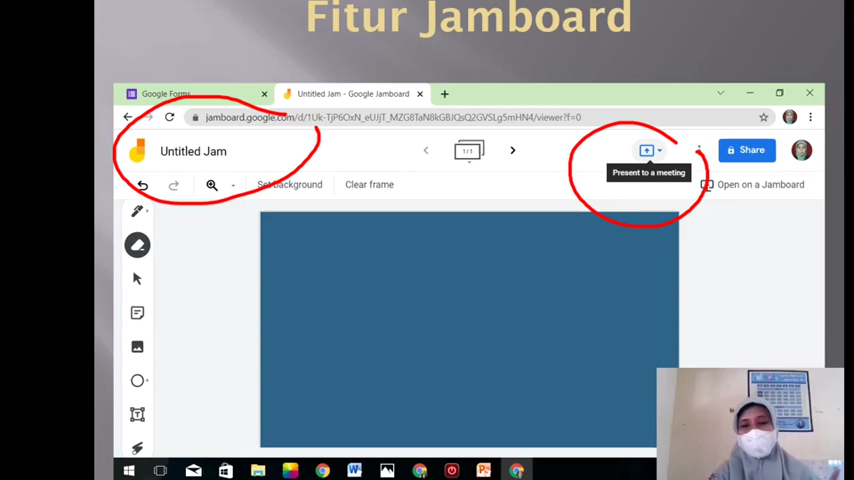 Fitur Jamboard
Google Forms
Untitled Jam - Google Jamboard
jamboard.google.com/d/1Uk-TjP6OxN_eUJjT_MZG8TaN8kGBJQsQ2GVSLg5mHN4/viewer?f=0
Untitled Jam
1/1
Share
Present to a meeting
Set background
Clear frame
Open on a Jamboard